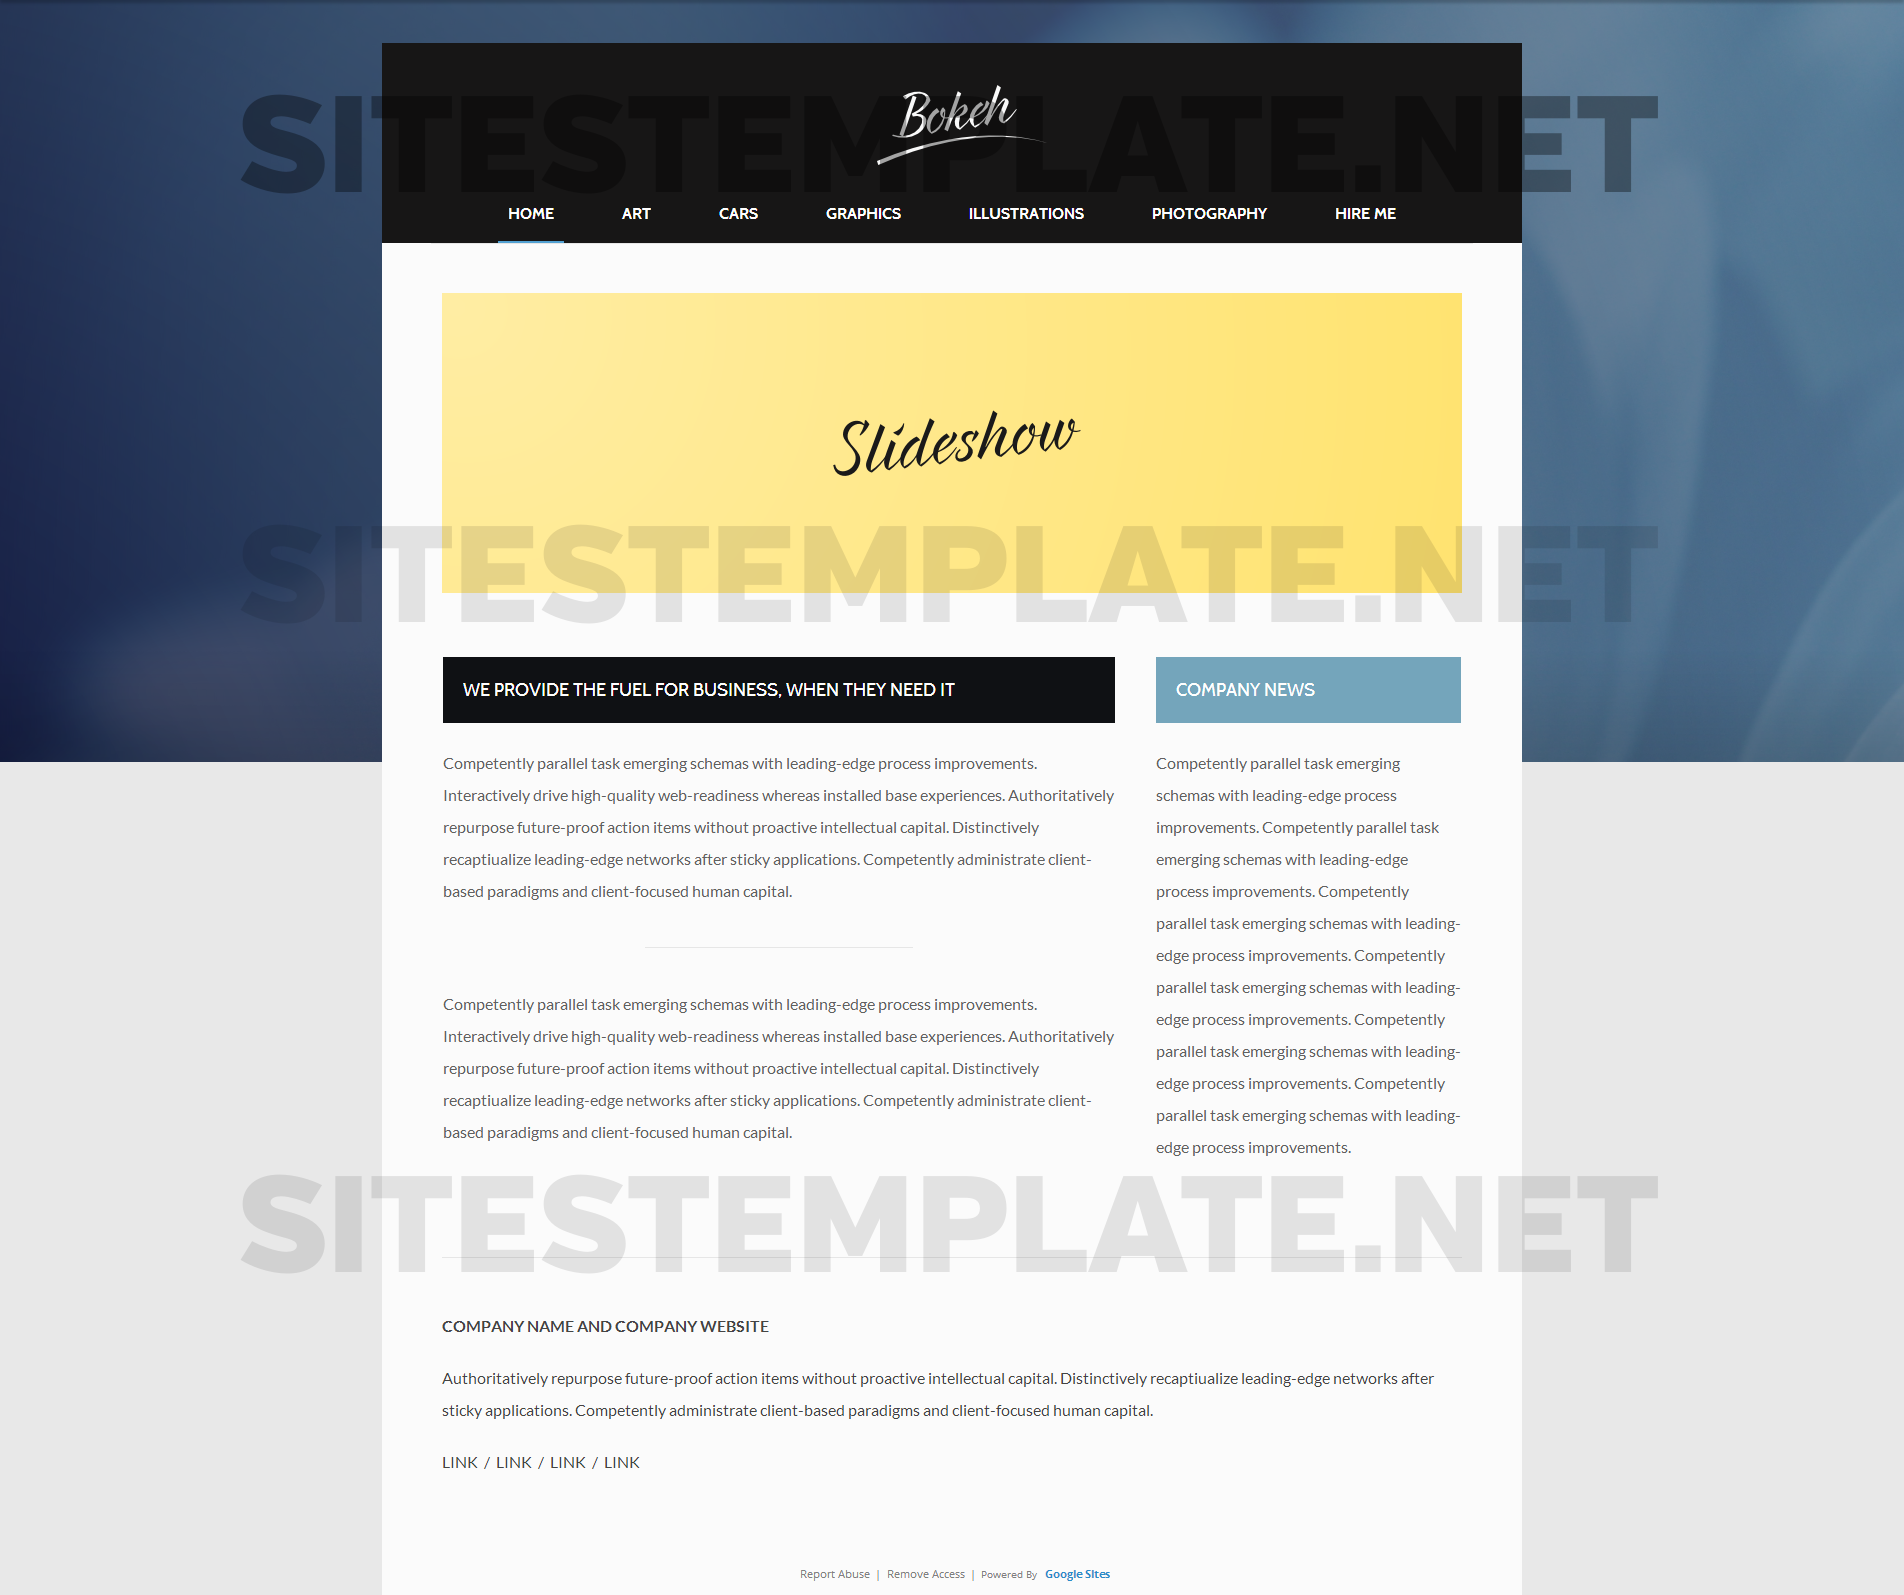 SITESTEMPLATE.NET
Bokeh
HOME ART CARS GRAPHICS ILLUSTRATIONS PHOTOGRAPHY HIRE ME
Slideshow
SITESTEMPLATE.NET
WE PROVIDE THE FUEL FOR BUSINESS, WHEN THEY NEED IT
Competently parallel task emerging schemas with leading-edge process improvements.
Interactively drive high-quality web-readiness whereas installed base experiences. Authoritatively
repurpose future-proof action items without proactive intellectual capital. Distinctively
recaptiualize leading-edge networks after sticky applications. Competently administrate client-
based paradigms and client-focused human capital.
Competently parallel task emerging schemas with leading-edge process improvements.
Interactively drive high-quality web-readiness whereas installed base experiences. Authoritatively
repurpose future-proof action items without proactive intellectual capital. Distinctively
recaptiualize leading-edge networks after sticky applications. Competently administrate client-
based paradigms and client-focused human capital.
COMPANY NEWS
Competently parallel task emerging
schemas with leading-edge process
improvements. Competently parallel task
emerging schemas with leading-edge
process improvements. Competently
parallel task emerging schemas with leading-
edge process improvements. Competently
parallel task emerging schemas with leading-
edge process improvements. Competently
parallel task emerging schemas with leading-
edge process improvements. Competently
parallel task emerging schemas with leading-
edge process improvements.
SITESTEMPLATE.NET
COMPANY NAME AND COMPANY WEBSITE
Authoritatively repurpose future-proof action items without proactive intellectual capital. Distinctively recaptiualize leading-edge networks after
sticky applications. Competently administrate client-based paradigms and client-focused human capital.
LINK / LINK / LINK / LINK
Report Abuse | Remove Access | Powered By Google Sites